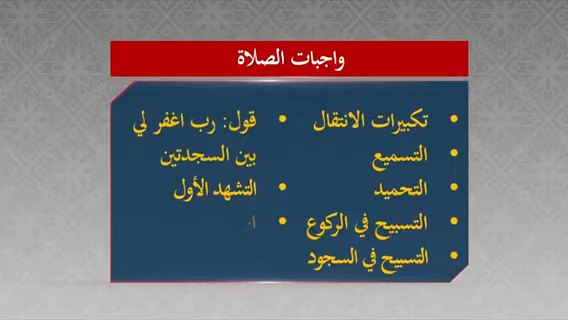 واجبات الصلاة
تكبيرات الانتقال
التسميع
التحميد
التسبيح في الركوع
التسبيح في السجود
قول: رب اغفر لي
بين السجدتين
التشهد الأول